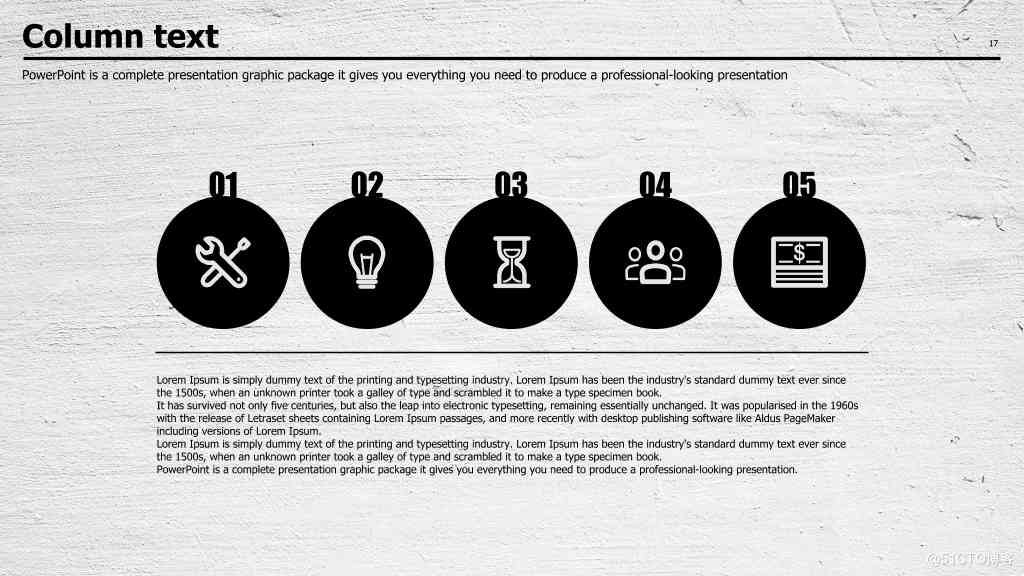 Column text
17
PowerPoint is a complete presentation graphic package it gives you everything you need to produce a professional-looking presentation
01 02 03 04 05
$
Lorem Ipsum is simply dummy text of the printing and typesetting industry. Lorem Ipsum has been the industry's standard dummy text ever since
the 1500s, when an unknown printer took a galley of type and scrambled it to make a type specimen book.
It has survived not only five centuries, but also the leap into electronic typesetting, remaining essentially unchanged. It was popularised in the 1960s
with the release of Letraset sheets containing Lorem Ipsum passages, and more recently with desktop publishing software like Aldus PageMaker
including versions of Lorem Ipsum.
Lorem Ipsum is simply dummy text of the printing and typesetting industry. Lorem Ipsum has been the industry's standard dummy text ever since
the 1500s, when an unknown printer took a galley of type and scrambled it to make a type specimen book.
PowerPoint is a complete presentation graphic package it gives you everything you need to produce a professional-looking presentation.
@51CTO博客